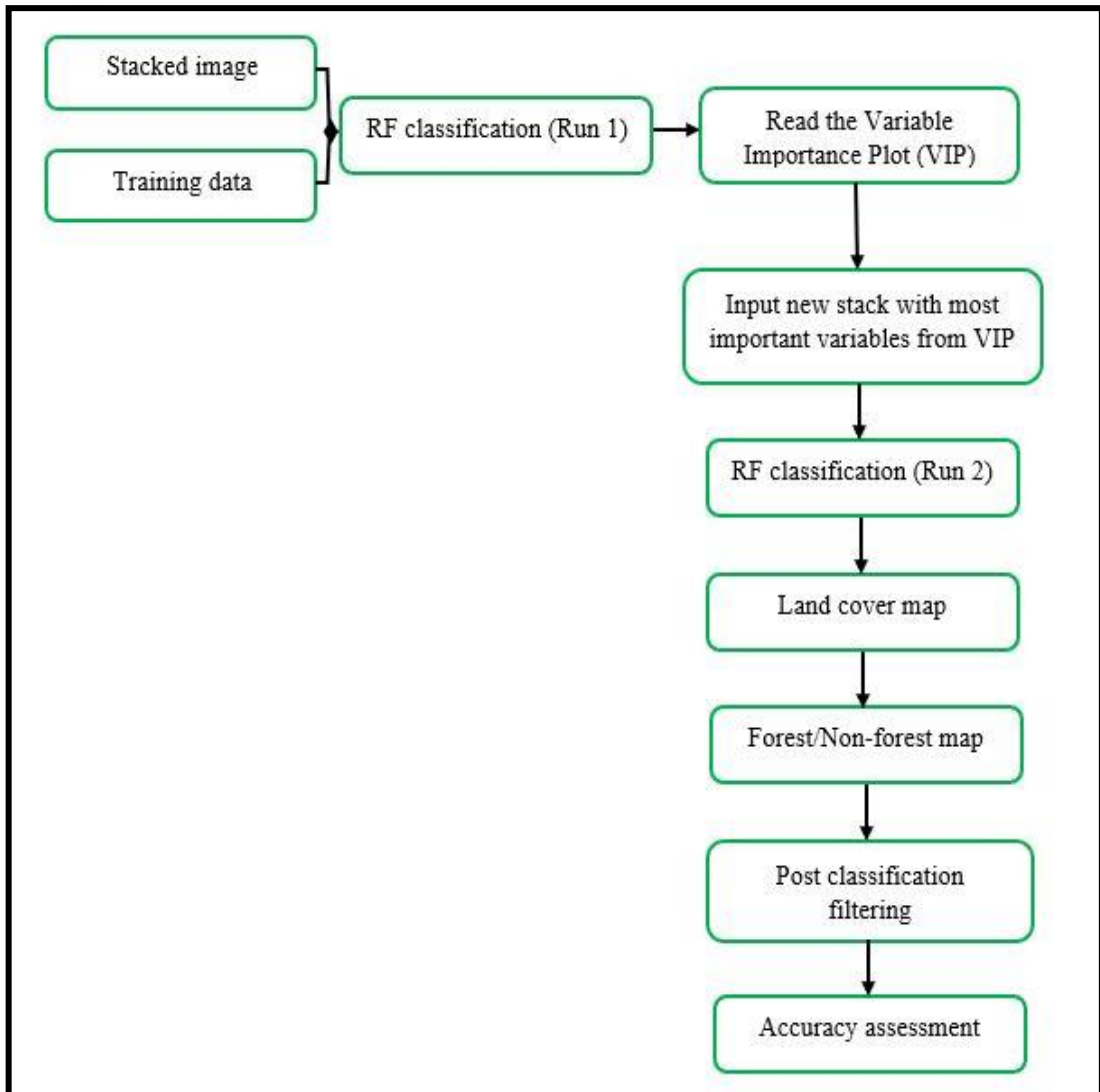 Stacked image
Training data
RF classification (Run 1)
Read the Variable
Importance Plot (VIP)
Input new stack with most
important variables from VIP
RF classification (Run 2)
Land cover map
Forest/Non-forest map
Post classification
filtering
Accuracy assessment